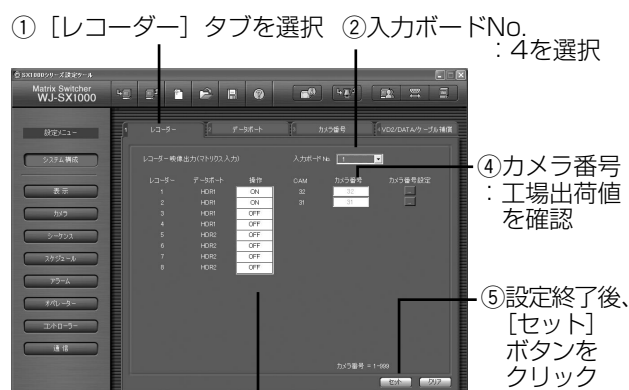 ①［レコーダー］タブを選択
②入力ボードNo.
：4を選択
SX1000シリーズ設定ツール
Matrix Switcher
WJ-SX1000
設定メニュー
システム構成
表示
カメラ
シーケンス
スケジュール
アラーム
オペレーター
コントローラー
通信
1 レコーダー
2 データポート
3 カメラ番号
4 VD2/DATA/ケーブル補償
レコーダー映像出力(マトリクス入力)
入力ボードNo. 1
レコーダー データポート 操作 CAM カメラ番号 カメラ番号設定
1 HDR1 ON 32 32
2 HDR1 ON 31 31
3 HDR1 OFF
4 HDR1 OFF
5 HDR2 OFF
6 HDR2 OFF
7 HDR2 OFF
8 HDR2 OFF
カメラ番号 = 1-999
セット クリア
④カメラ番号
：工場出荷値
を確認
⑤設定終了後、
［セット］
ボタンを
クリック